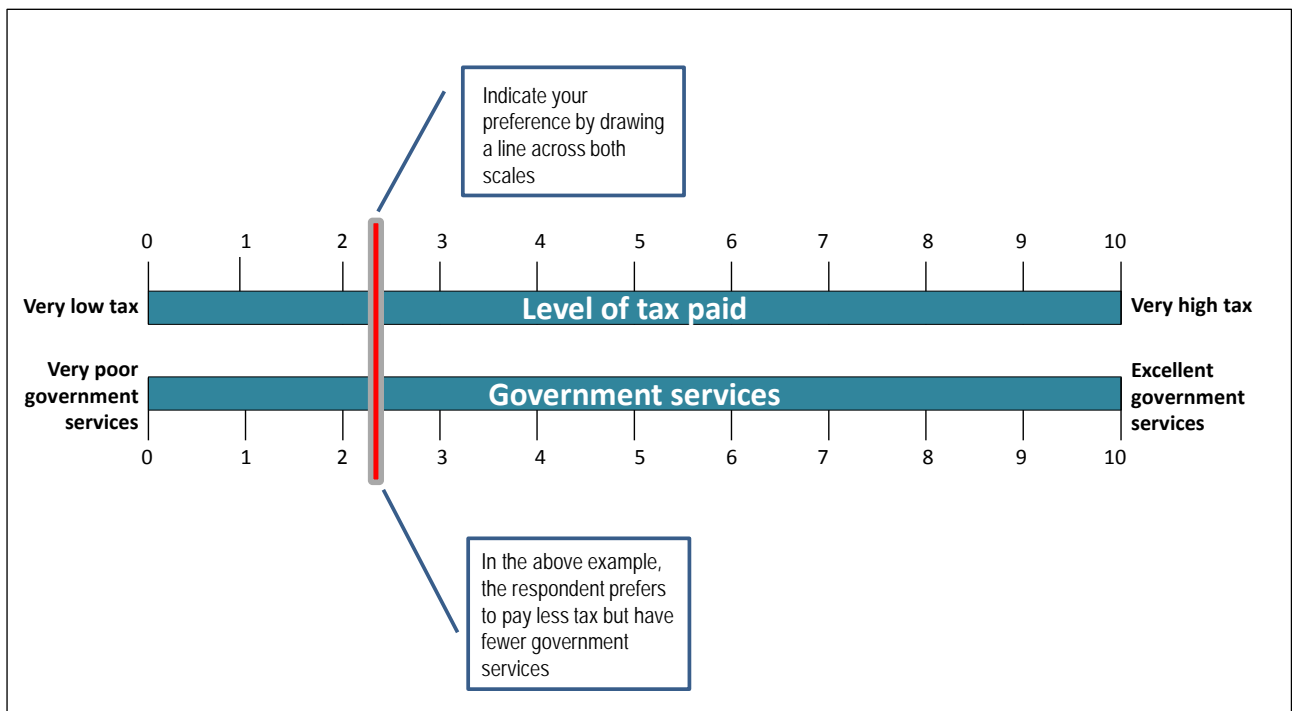 Indicate your
preference by drawing
a line across both
scales
0 1 2 3 4 5 6 7 8 9 10
Very low tax
Level of tax paid
Very high tax
Very poor
government
services
Government services
Excellent
government
services
0 1 2 3 4 5 6 7 8 9 10
In the above example,
the respondent prefers
to pay less tax but have
fewer government
services